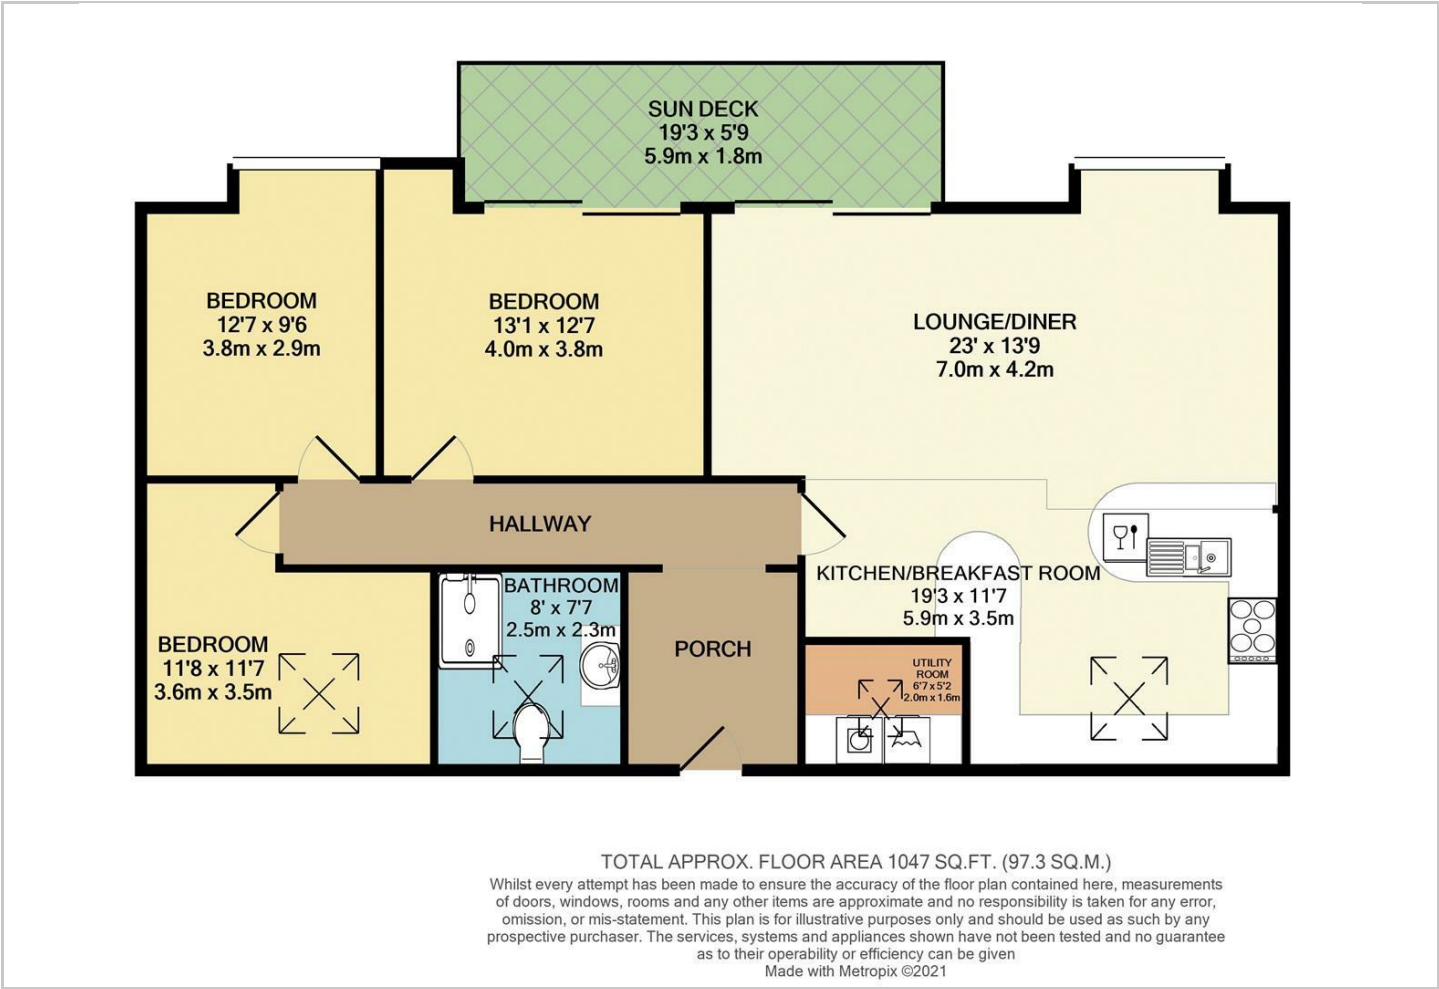 SUN DECK
19'3 x 5'9
5.9m x 1.8m
BEDROOM
12'7 x 9'6
3.8m x 2.9m
BEDROOM
13'1 x 12'7
4.0m x 3.8m
LOUNGE/DINER
23' x 13'9
7.0m x 4.2m
HALLWAY
KITCHEN/BREAKFAST ROOM
19'3 x 11'7
5.9m x 3.5m
BATHROOM
8' x 7'7
2.5m x 2.3m
BEDROOM
11'8 x 11'7
3.6m x 3.5m
PORCH
UTILITY
ROOM
6'7 x 5'2
2.0m x 1.6m
TOTAL APPROX. FLOOR AREA 1047 SQ.FT. (97.3 SQ.M.)
Whilst every attempt has been made to ensure the accuracy of the floor plan contained here, measurements
of doors, windows, rooms and any other items are approximate and no responsibility is taken for any error,
omission, or mis-statement. This plan is for illustrative purposes only and should be used as such by any
prospective purchaser. The services, systems and appliances shown have not been tested and no guarantee
as to their operability or efficiency can be given
Made with Metropix ©2021